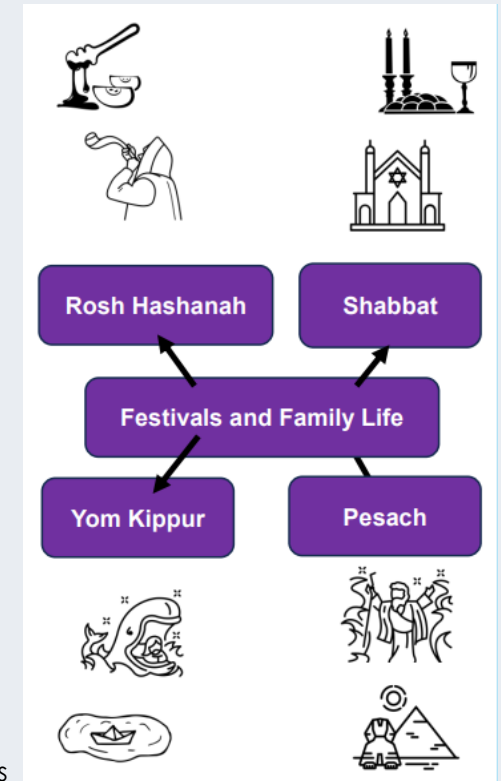 Rosh Hashanah
Shabbat
Festivals and Family Life
Yom Kippur
Pesach
s